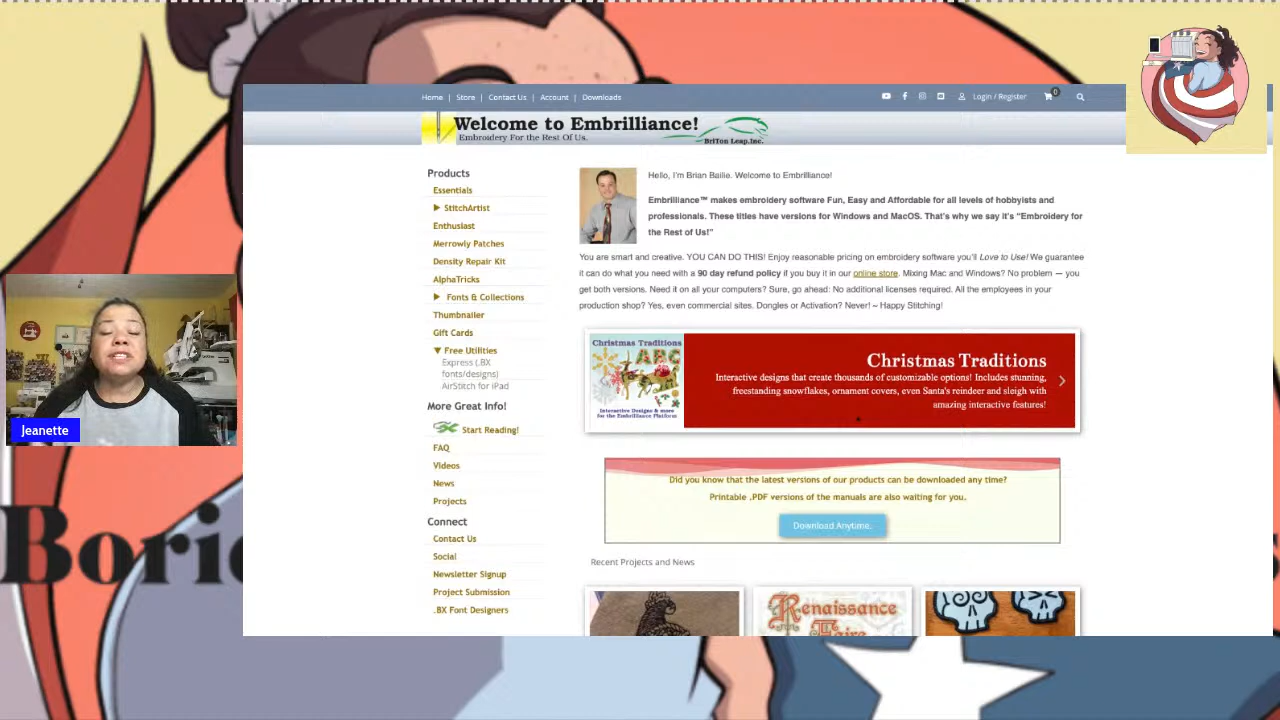 Home | Store | Contact Us | Account | Downloads
Login / Register
0
Welcome to Embrilliance!
Embroidery For the Rest Of Us.
BriTon Leap, Inc.
Products
Essentials
StitchArtist
Enthusiast
Merrowly Patches
Density Repair Kit
AlphaTricks
Fonts & Collections
Thumbnailer
Gift Cards
Free Utilities
Express (.BX
fonts/designs)
AirStitch for iPad
More Great Info!
Start Reading!
FAQ
Videos
News
Projects
Connect
Contact Us
Social
Newsletter Signup
Project Submission
.BX Font Designers
Hello, I'm Brian Bailie. Welcome to Embrilliance!
Embrilliance™ makes embroidery software Fun, Easy and Affordable for all levels of hobbyists and
professionals. These titles have versions for Windows and MacOS. That's why we say it's "Embroidery for
the Rest of Us!"
You are smart and creative. YOU CAN DO THIS! Enjoy reasonable pricing on embroidery software you'll Love to Use! We guarantee
it can do what you need with a 90 day refund policy if you buy it in our online store. Mixing Mac and Windows? No problem — you
get both versions. Need it on all your computers? Sure, go ahead: No additional licenses required. All the employees in your
production shop? Yes, even commercial sites. Dongles or Activation? Never! ~ Happy Stitching!
Christmas Traditions
ABC
Interactive Designs & more
for the Embrilliance Platform
Christmas Traditions
Interactive designs that create thousands of customizable options! Includes stunning,
freestanding snowflakes, ornament covers, even Santa's reindeer and sleigh with
amazing interactive features!
Did you know that the latest versions of our products can be downloaded any time?
Printable .PDF versions of the manuals are also waiting for you.
Download Anytime.
Recent Projects and News
Renaissance
Faire
Jeanette
Boric